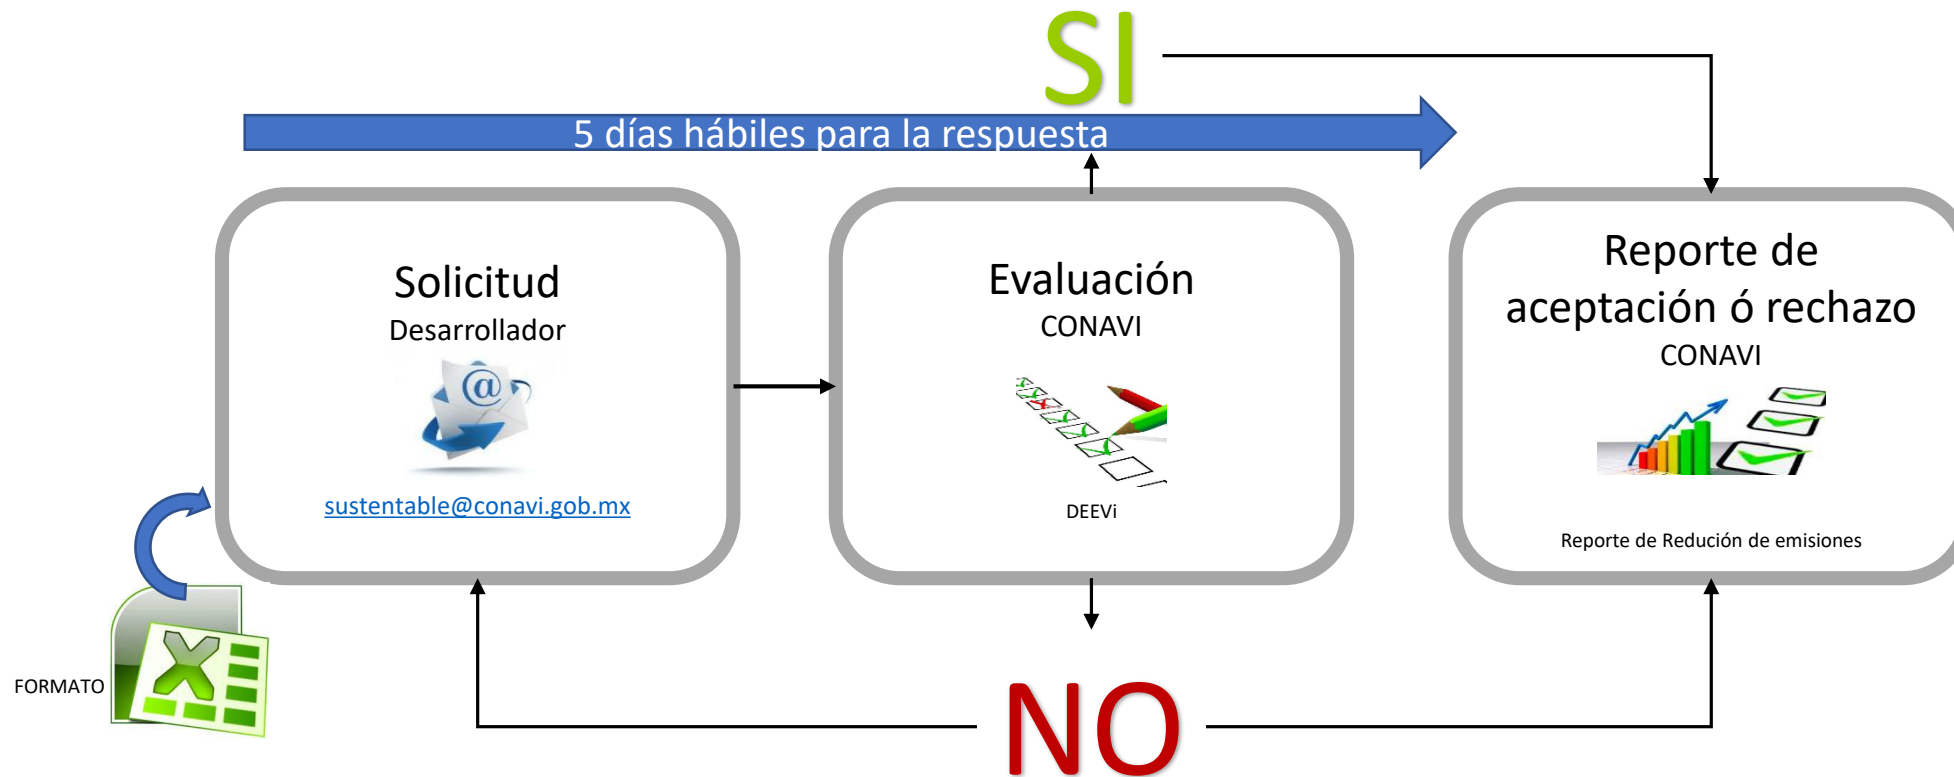 SI
5 días hábiles para la respuesta
Solicitud
Desarrollador
@
sustentable@conavi.gob.mx
Evaluación
CONAVI
DEEVi
Reporte de
aceptación ó rechazo
CONAVI
Reporte de Redución de emisiones
X
FORMATO
NO